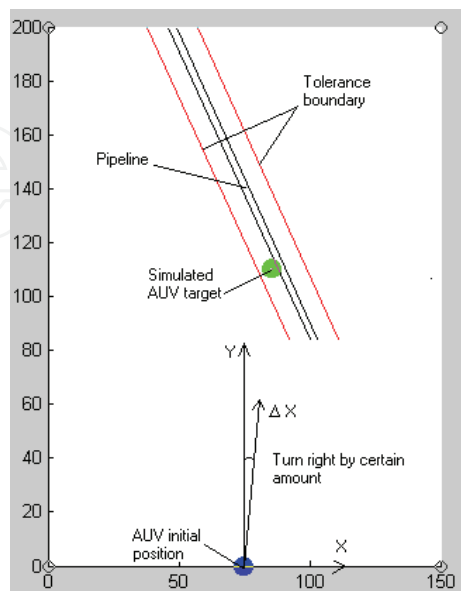 200
180
160
140
120
100
80
60
40
20
0
Tolerance
boundary
Pipeline
Simulated
AUV target
Y
Δ X
Turn right by certain
amount
AUV initial
position
X
0
50
100
150